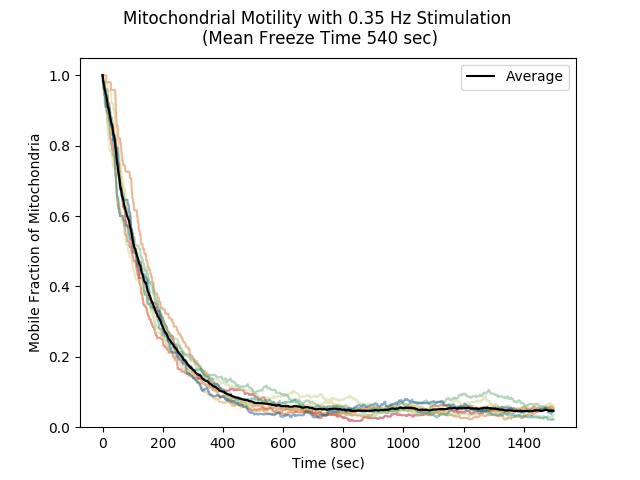 Mitochondrial Motility with 0.35 Hz Stimulation
(Mean Freeze Time 540 sec)
Average
Mobile Fraction of Mitochondria
1.0
0.8
0.6
0.4
0.2
0.0
0 200 400 600 800 1000 1200 1400
Time (sec)